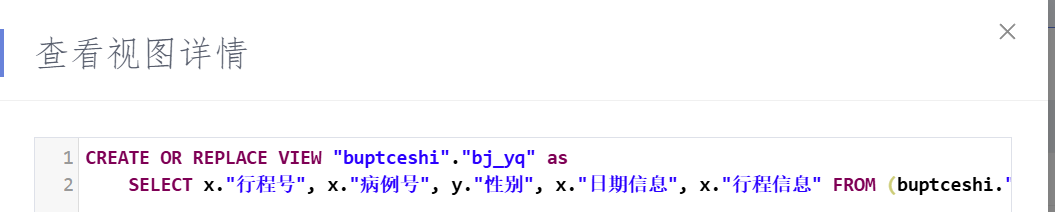 查看视图详情
1 CREATE OR REPLACE VIEW "buptceshi"."bj_yq" as
2 SELECT x."行程号", x."病例号", y."性别", x."日期信息", x."行程信息" FROM (buptceshi."